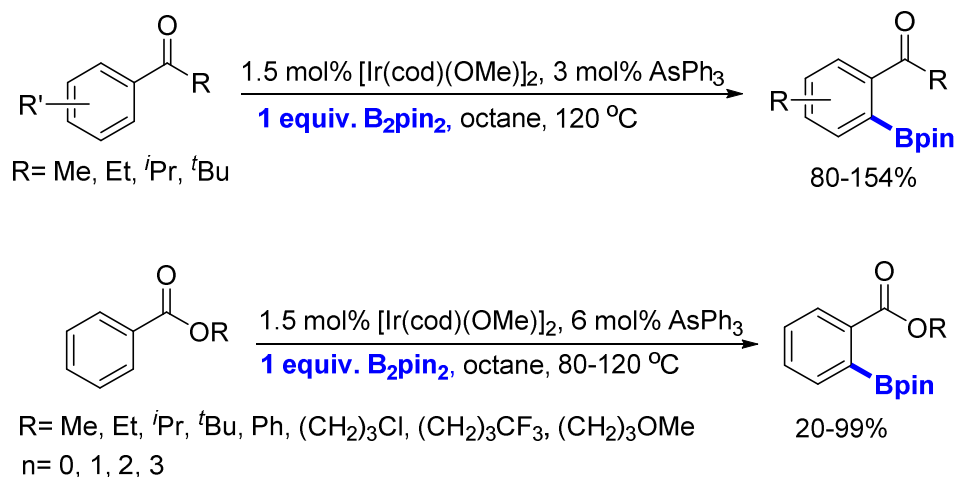 O
R
R'
1.5 mol% [Ir(cod)(OMe)]₂, 3 mol% AsPh₃
1 equiv. B₂pin₂, octane, 120 ᵒC
O
R
R
Bpin
R= Me, Et, ⁱPr, ᵗBu
80-154%
O
OR
1.5 mol% [Ir(cod)(OMe)]₂, 6 mol% AsPh₃
1 equiv. B₂pin₂, octane, 80-120 ᵒC
O
OR
Bpin
R= Me, Et, ⁱPr, ᵗBu, Ph, (CH₂)₃Cl, (CH₂)₃CF₃, (CH₂)₃OMe
n= 0, 1, 2, 3
20-99%